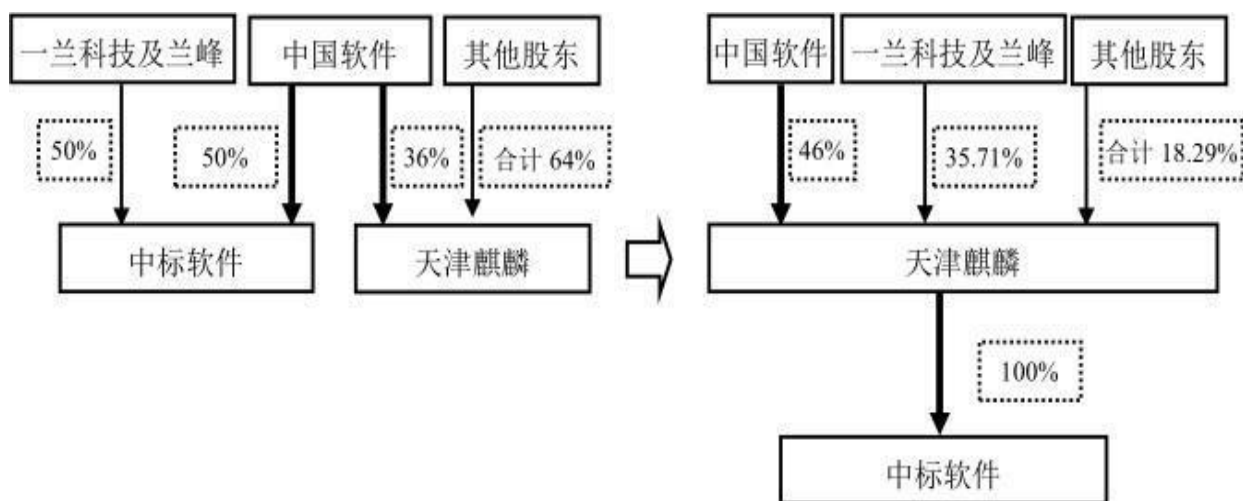 一兰科技及兰峰
中国软件
其他股东
50%
50%
36%
合计 64%
中标软件
天津麒麟
中国软件
一兰科技及兰峰
其他股东
46%
35.71%
合计 18.29%
天津麒麟
100%
中标软件